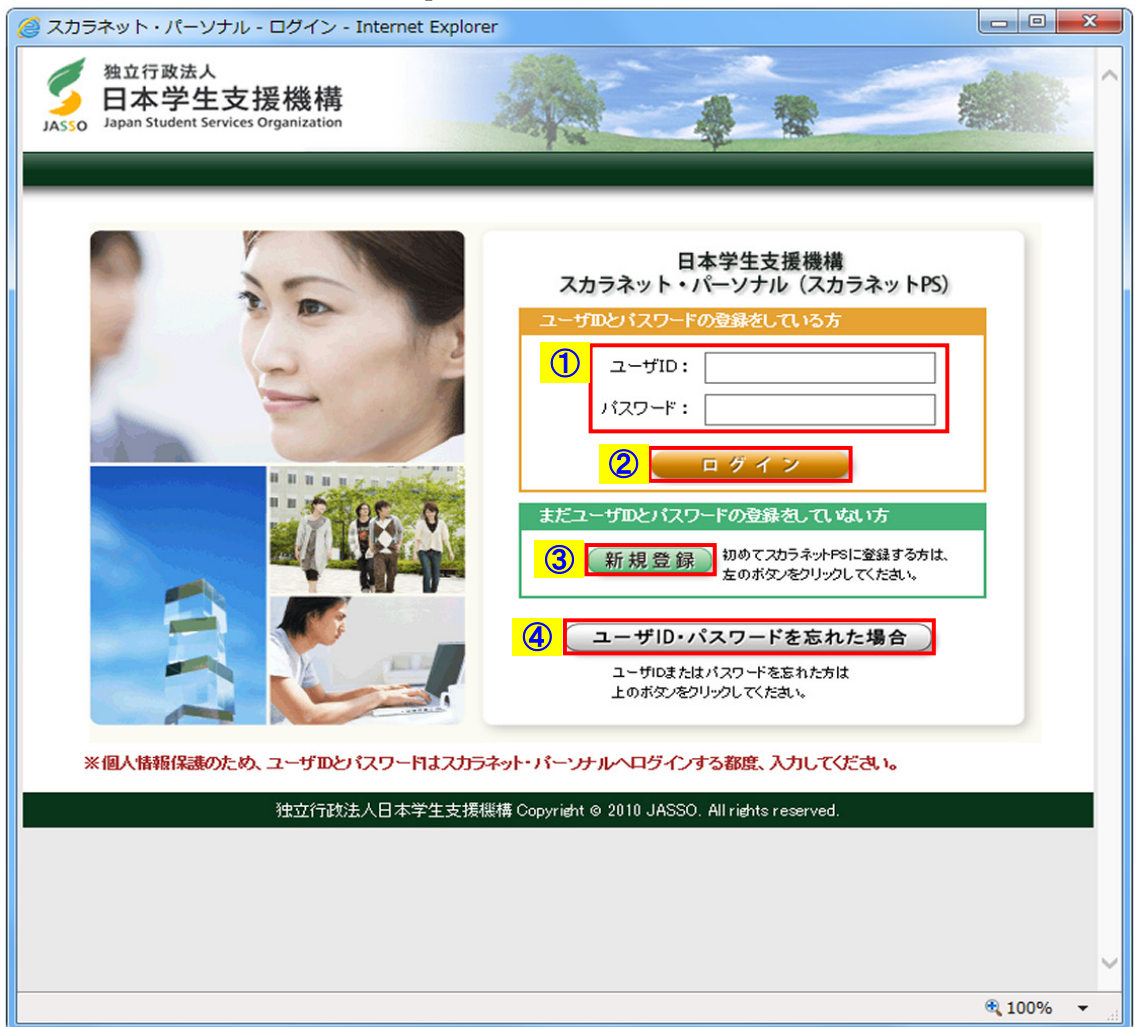 スカラネット・パーソナル - ログイン - Internet Explorer
独立行政法人
日本学生支援機構
JASSO Japan Student Services Organization
日本学生支援機構
スカラネット・パーソナル（スカラネットPS）
ユーザIDとパスワードの登録をしている方
① ユーザID：
パスワード：
② ログイン
まだユーザIDとパスワードの登録をしていない方
③ 新規登録 初めてスカラネットPSに登録する方は、
左のボタンをクリックしてください。
④ ユーザID・パスワードを忘れた場合
ユーザIDまたはパスワードを忘れた方は
上のボタンをクリックしてください。
※個人情報保護のため、ユーザIDとパスワードはスカラネット・パーソナルへログインする都度、入力してください。
独立行政法人日本学生支援機構 Copyright © 2010 JASSO. All rights reserved.
100%